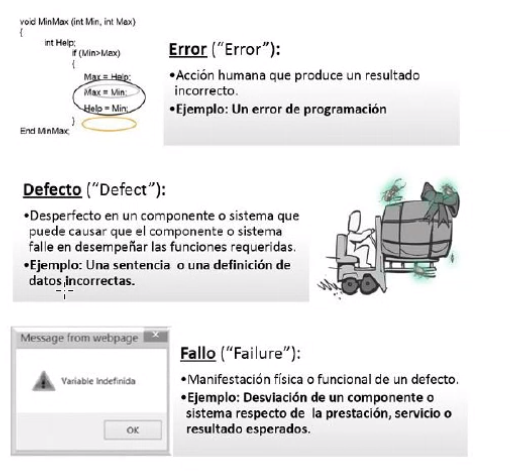 void MinMax (int Min, int Max)
{
int Help;
if (Min>Max)
{
Max = Help;
Max = Min;
Help = Min;
}
End MinMax;
Error ("Error"):
•Acción humana que produce un resultado
incorrecto.
•Ejemplo: Un error de programación
Defecto ("Defect"):
•Desperfecto en un componente o sistema que
puede causar que el componente o sistema
falle en desempeñar las funciones requeridas.
•Ejemplo: Una sentencia o una definición de
datos incorrectas.
Message from webpage
Variable Indefinida
OK
Fallo ("Failure"):
•Manifestación física o funcional de un defecto.
•Ejemplo: Desviación de un componente o
sistema respecto de la prestación, servicio o
resultado esperados.